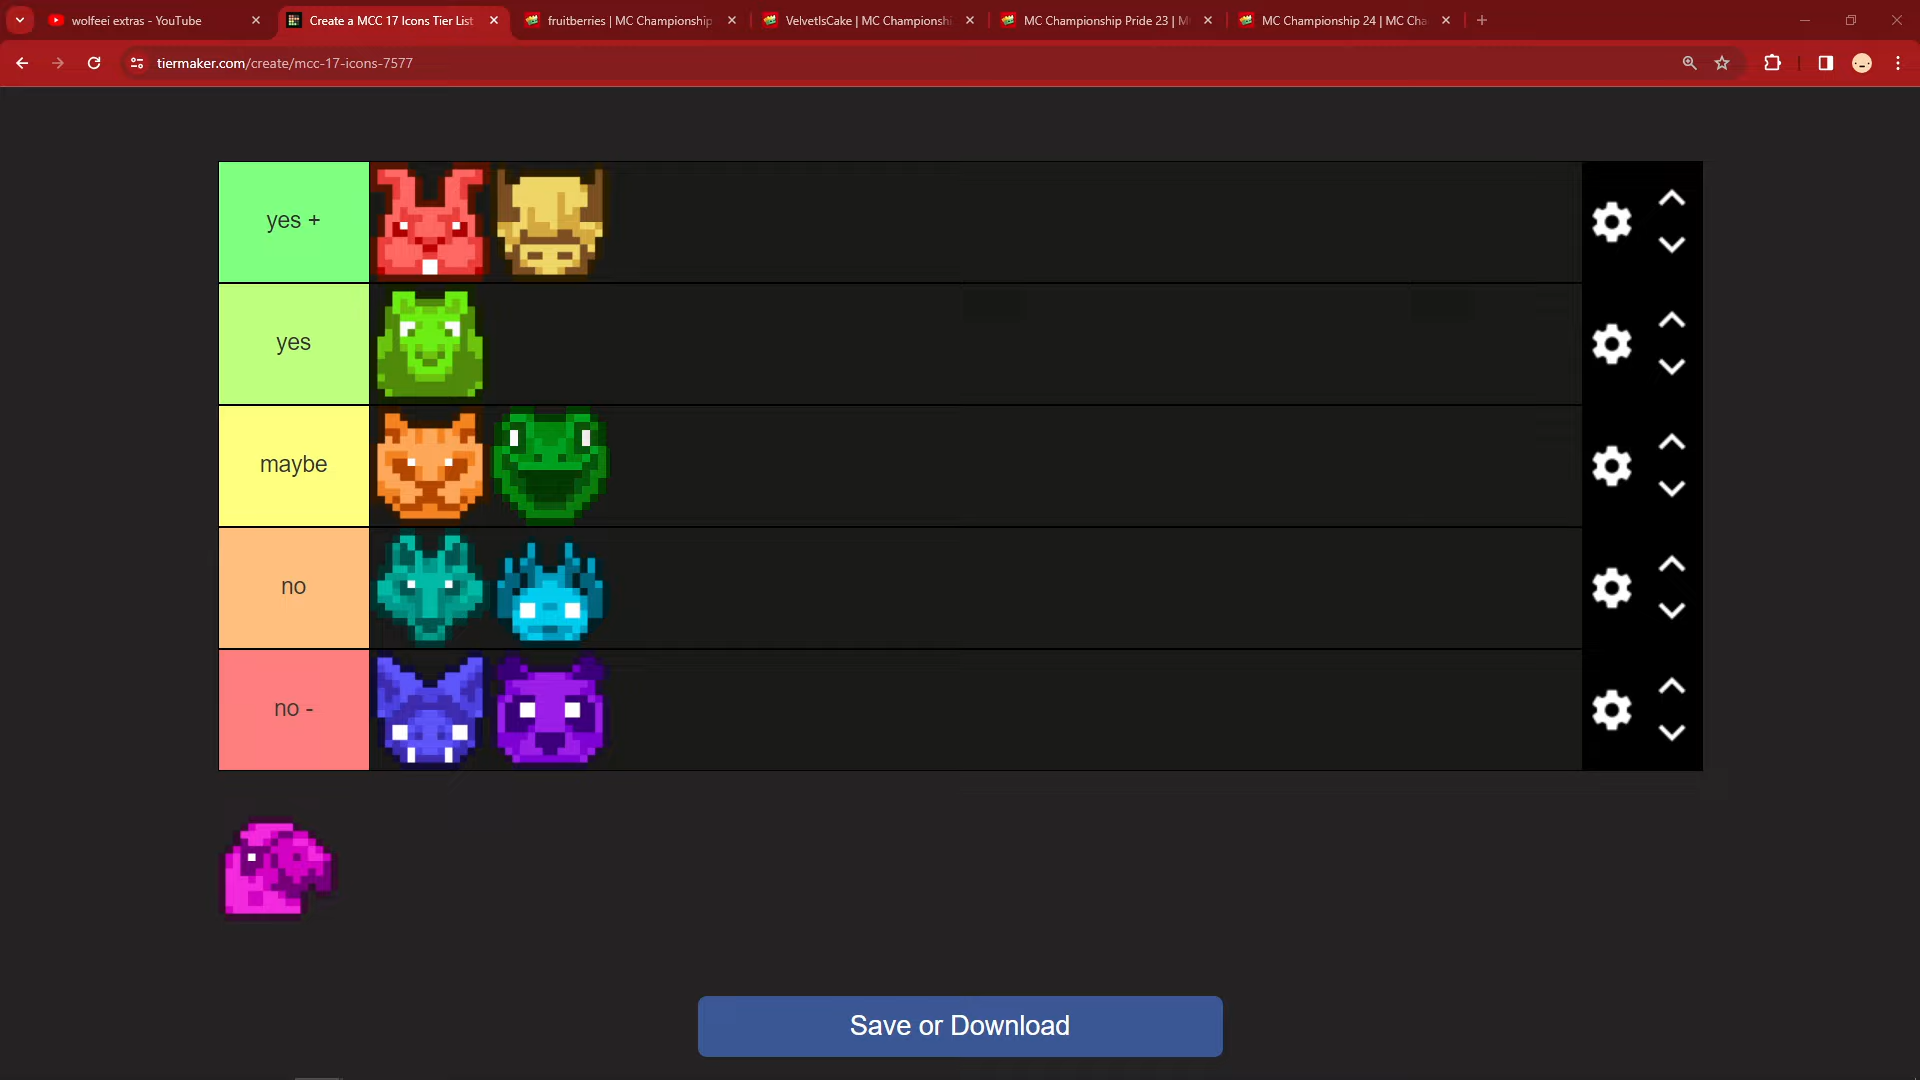 wolfeei extras - YouTube
Create a MCC 17 Icons Tier List
fruitberries | MC Championship
VelvetIsCake | MC Championshi
MC Championship Pride 23 | M
MC Championship 24 | MC Cha
tiermaker.com/create/mcc-17-icons-7577
yes +
yes
maybe
no
no -
Save or Download